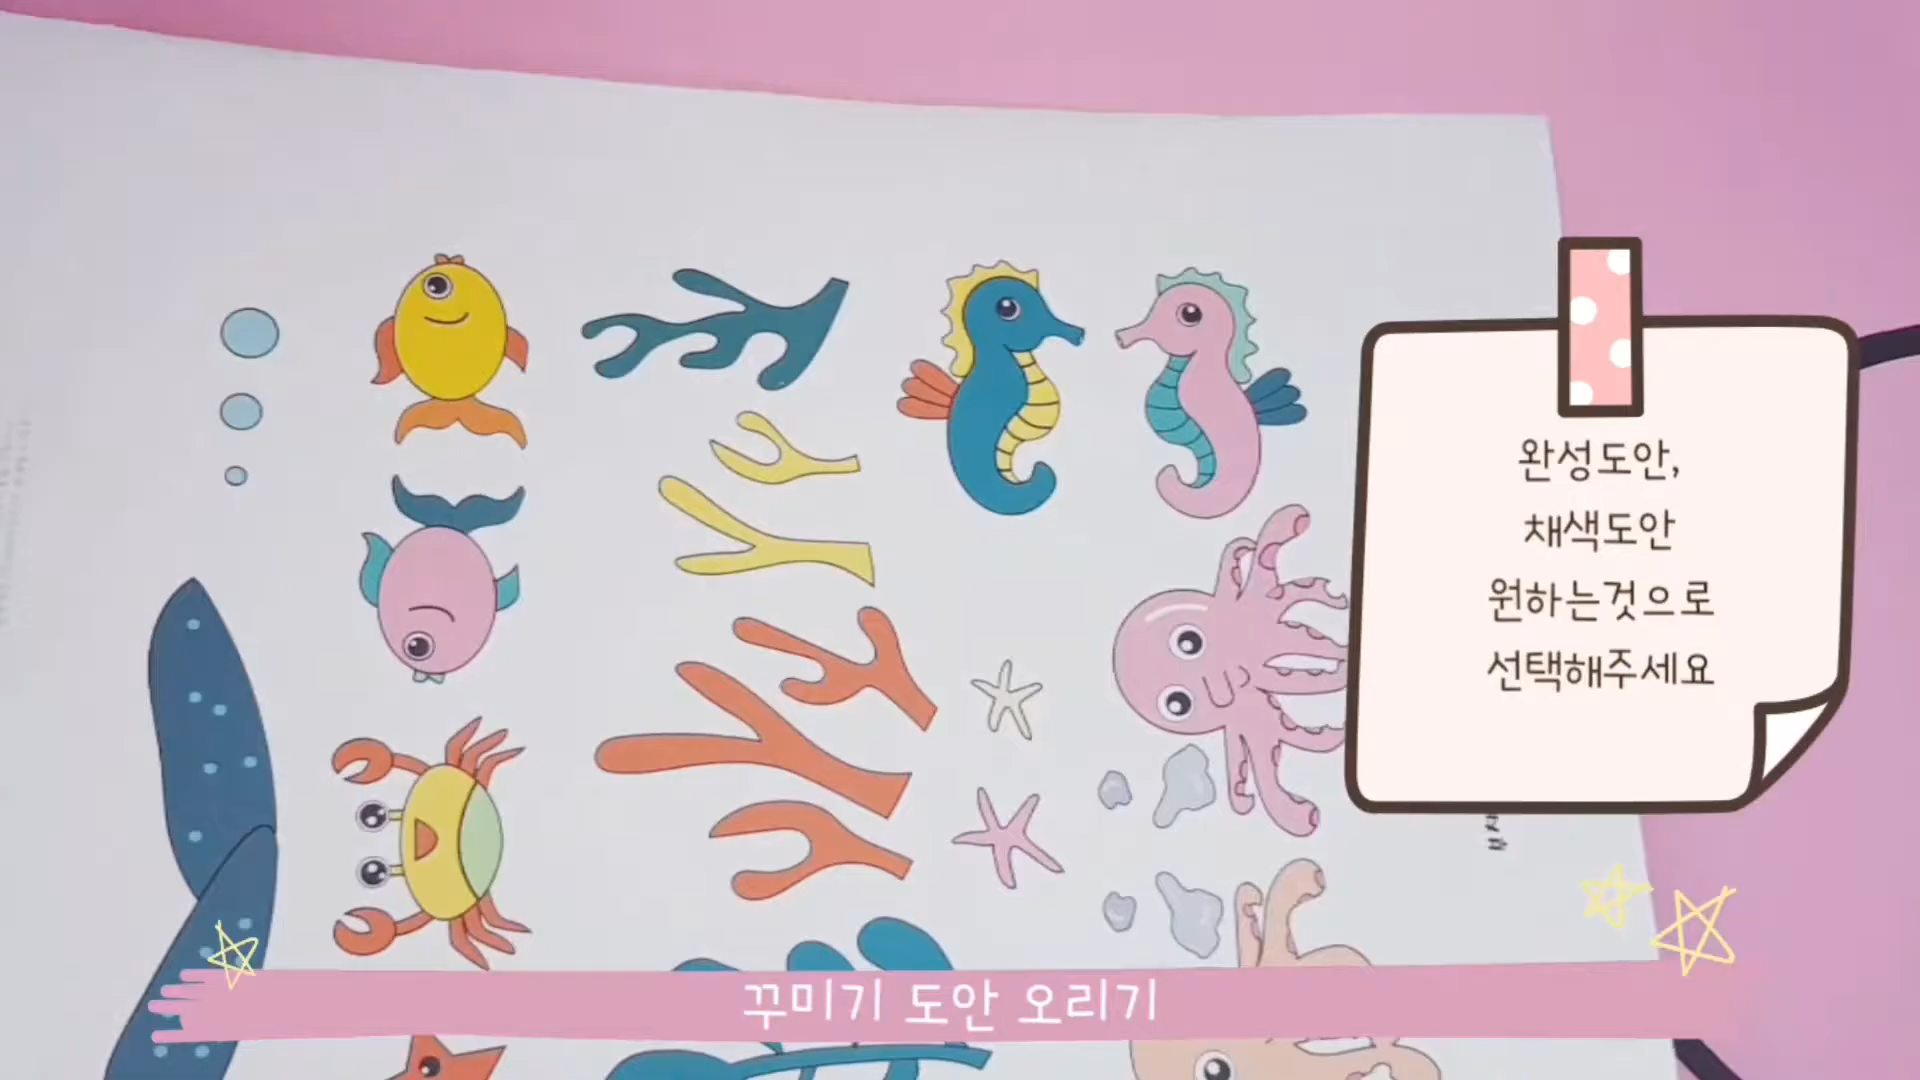 완성도안,
채색도안
원하는것으로
선택해주세요
꾸미기 도안 오리기